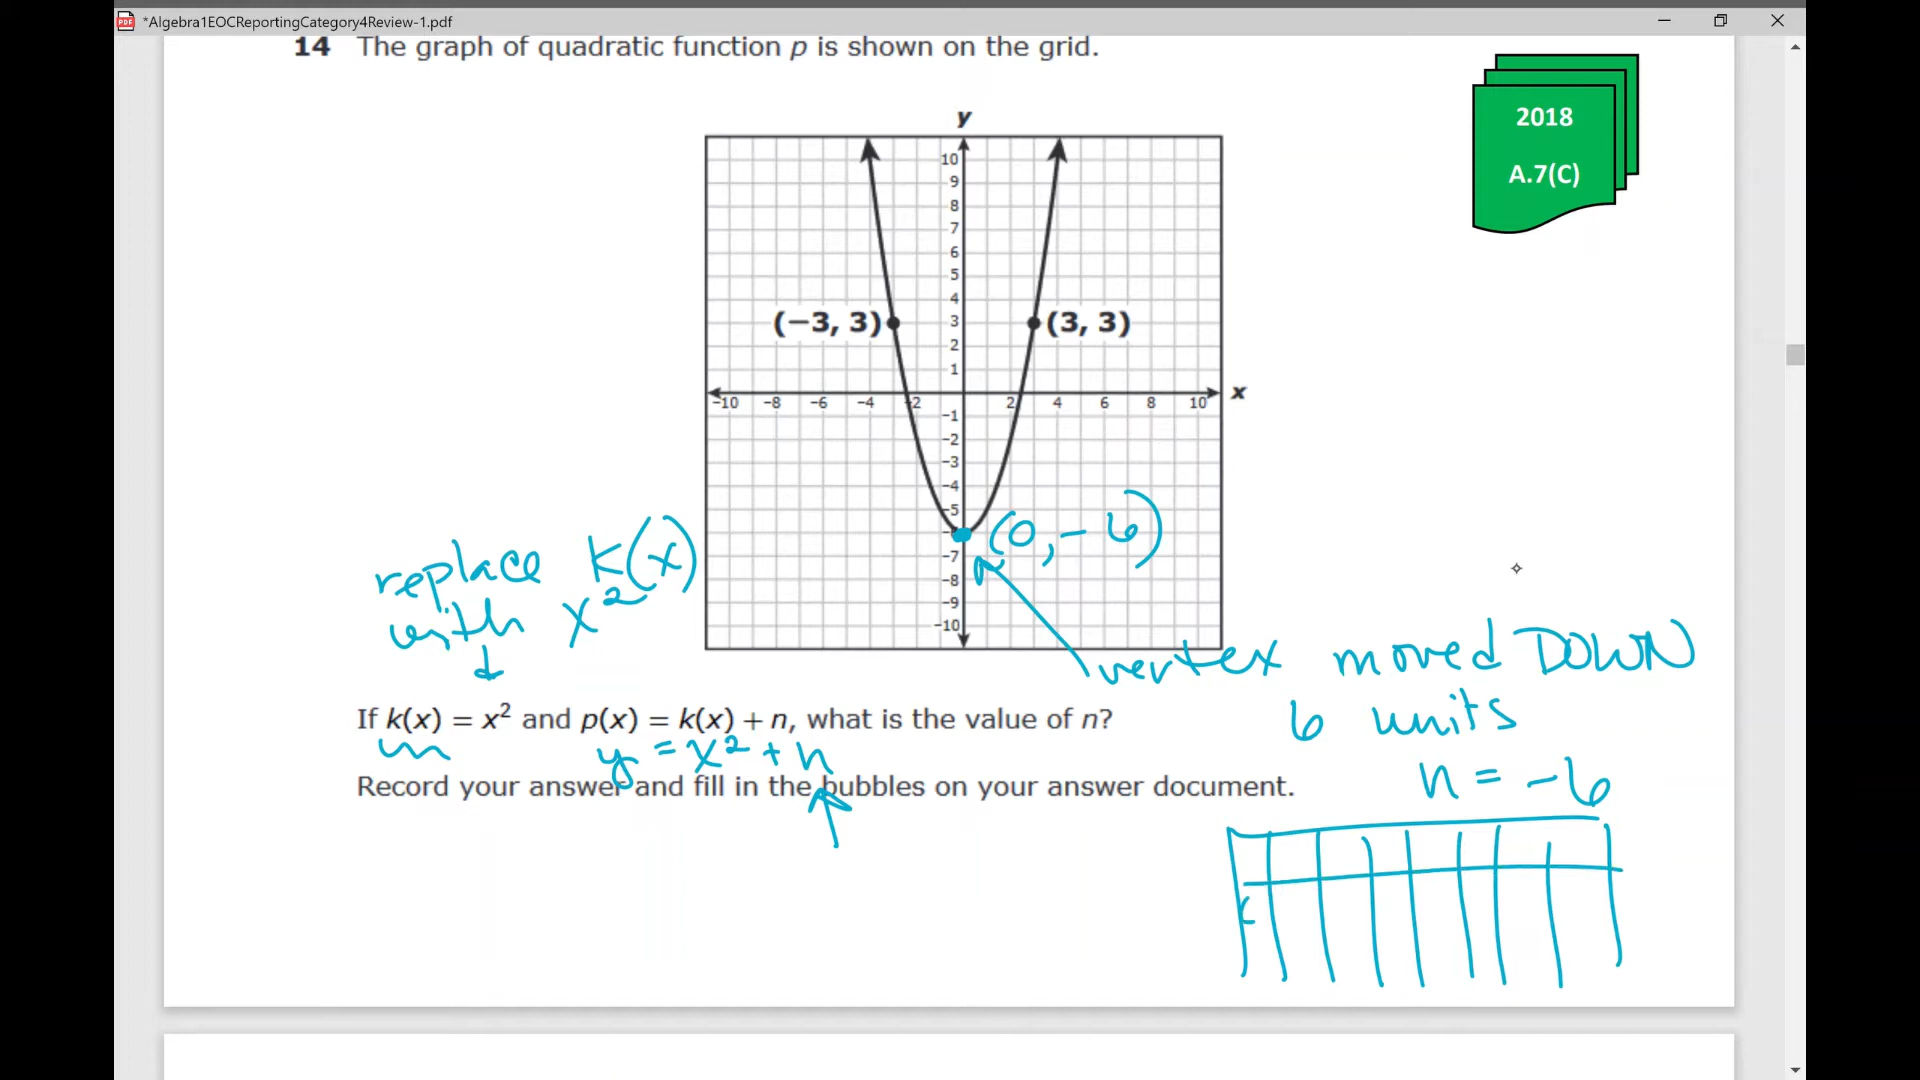 *Algebra1EOCReportingCategory4Review-1.pdf
14 The graph of quadratic function p is shown on the grid.
2018
A.7(C)
y
10
9
8
7
6
5
4
(−3, 3) 3 (3, 3)
2
1
x
−10 −8 −6 −4 −2 2 4 6 8 10
−1
−2
−3
−4
−5
(0, −6)
−7
−8
−9
−10
replace k(x)
with x²
vertex moved DOWN
6 units
If k(x) = x² and p(x) = k(x) + n, what is the value of n?
y = x² + n
n = −6
Record your answer and fill in the bubbles on your answer document.